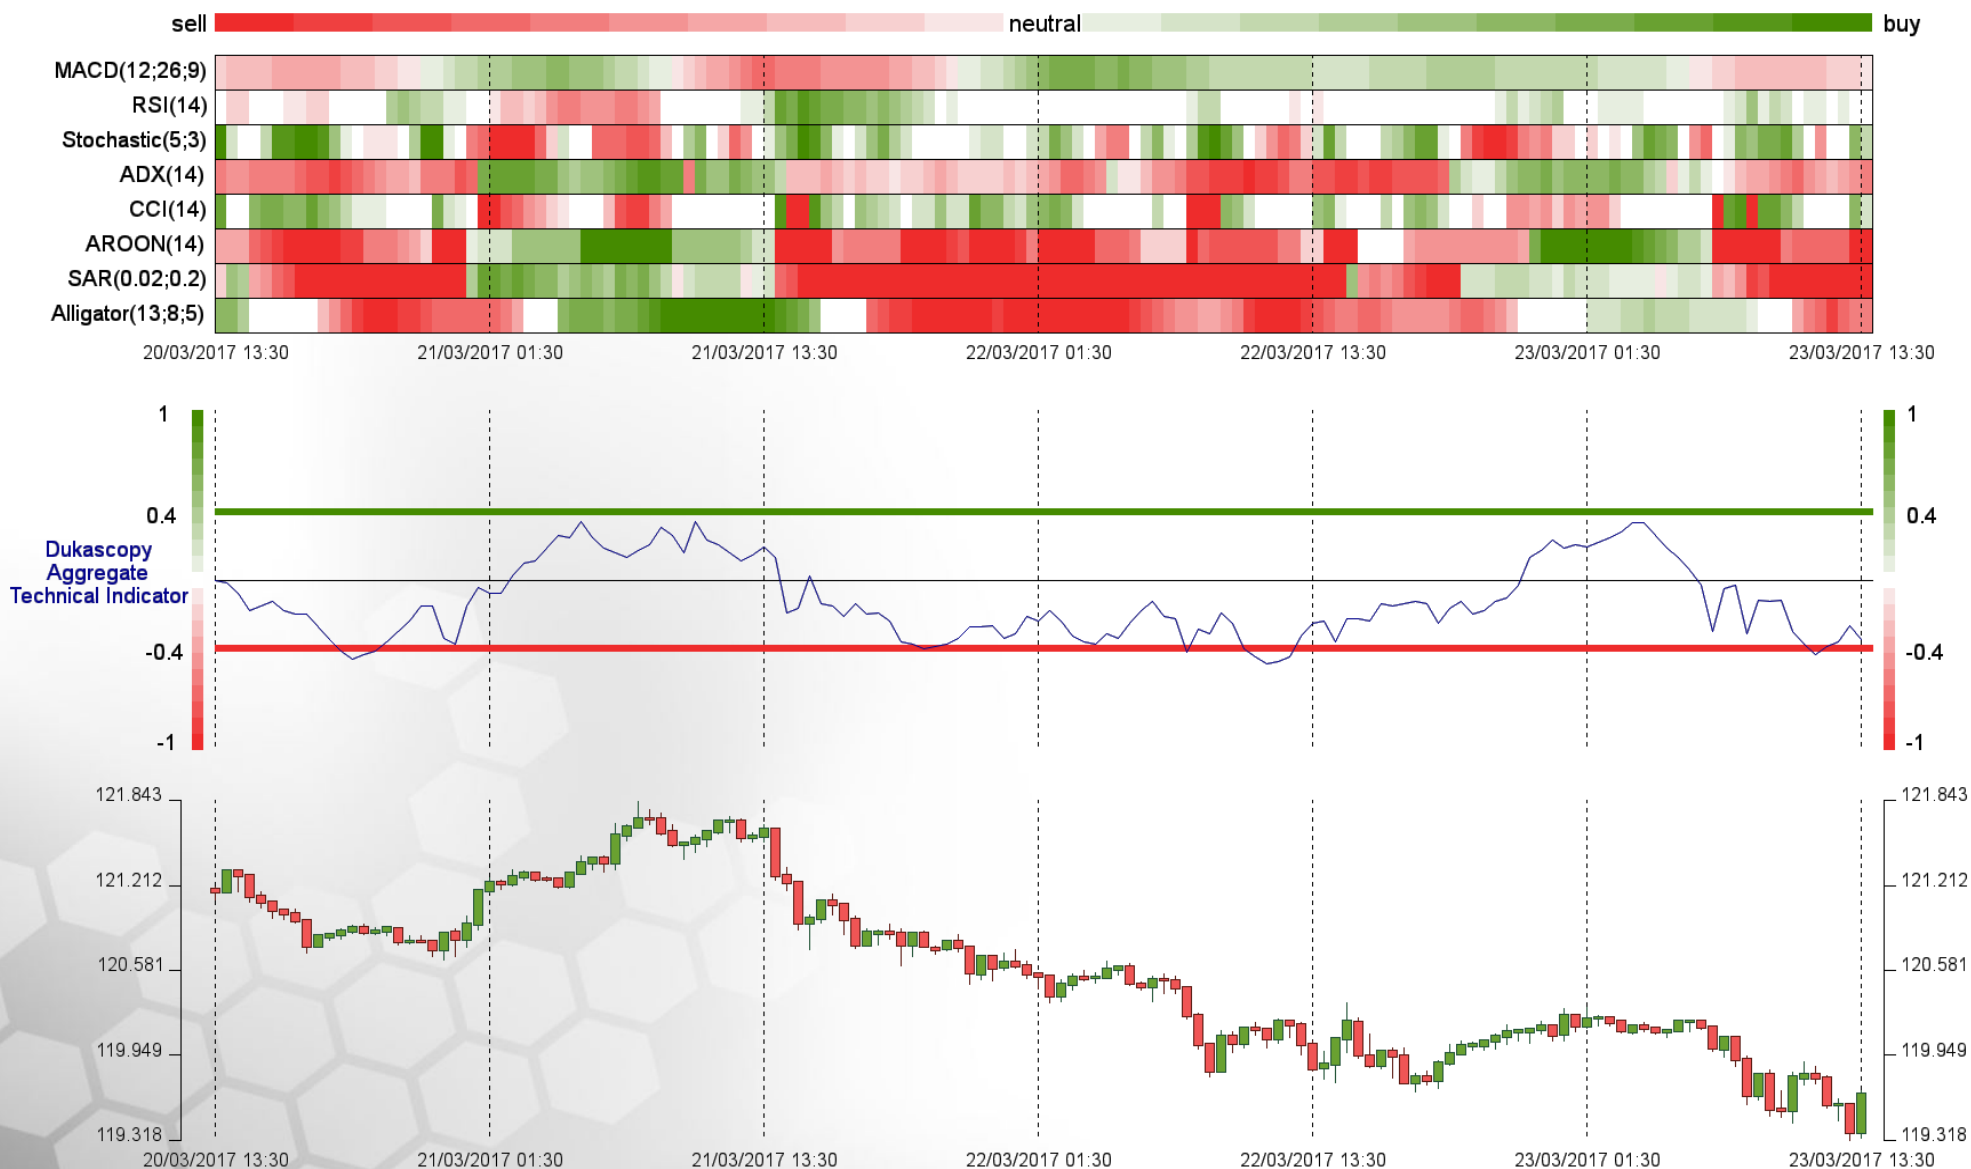 sell neutral buy
MACD(12;26;9)
RSI(14)
Stochastic(5;3)
ADX(14)
CCI(14)
AROON(14)
SAR(0.02;0.2)
Alligator(13;8;5)
20/03/2017 13:30 21/03/2017 01:30 21/03/2017 13:30 22/03/2017 01:30 22/03/2017 13:30 23/03/2017 01:30 23/03/2017 13:30
1 1
0.4 0.4
Dukascopy
Aggregate
Technical Indicator
-0.4 -0.4
-1 -1
121.843 121.843
121.212 121.212
120.581 120.581
119.949 119.949
119.318 119.318
20/03/2017 13:30 21/03/2017 01:30 21/03/2017 13:30 22/03/2017 01:30 22/03/2017 13:30 23/03/2017 01:30 23/03/2017 13:30